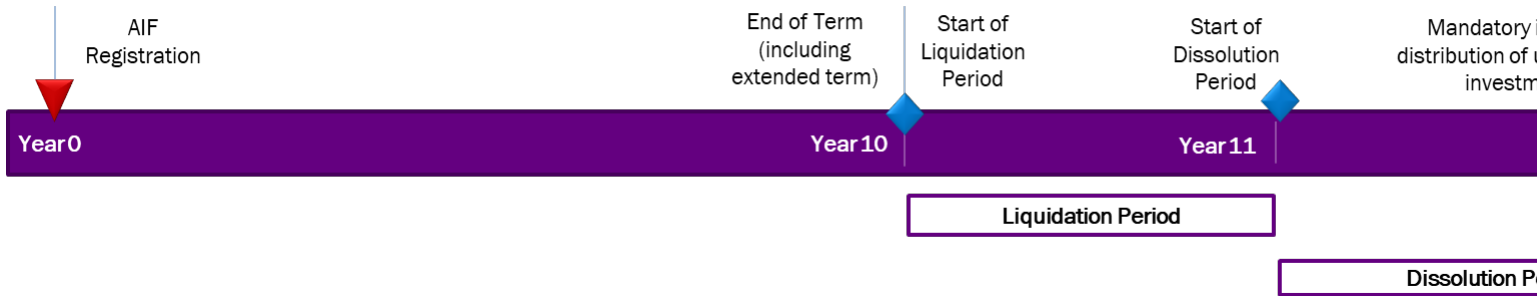 AIF
Registration
End of Term
(including
extended term)
Start of
Liquidation
Period
Start of
Dissolution
Period
Mandatory
distribution of
Year 0
Year 10
Year 11
Liquidation Period
Dissolution